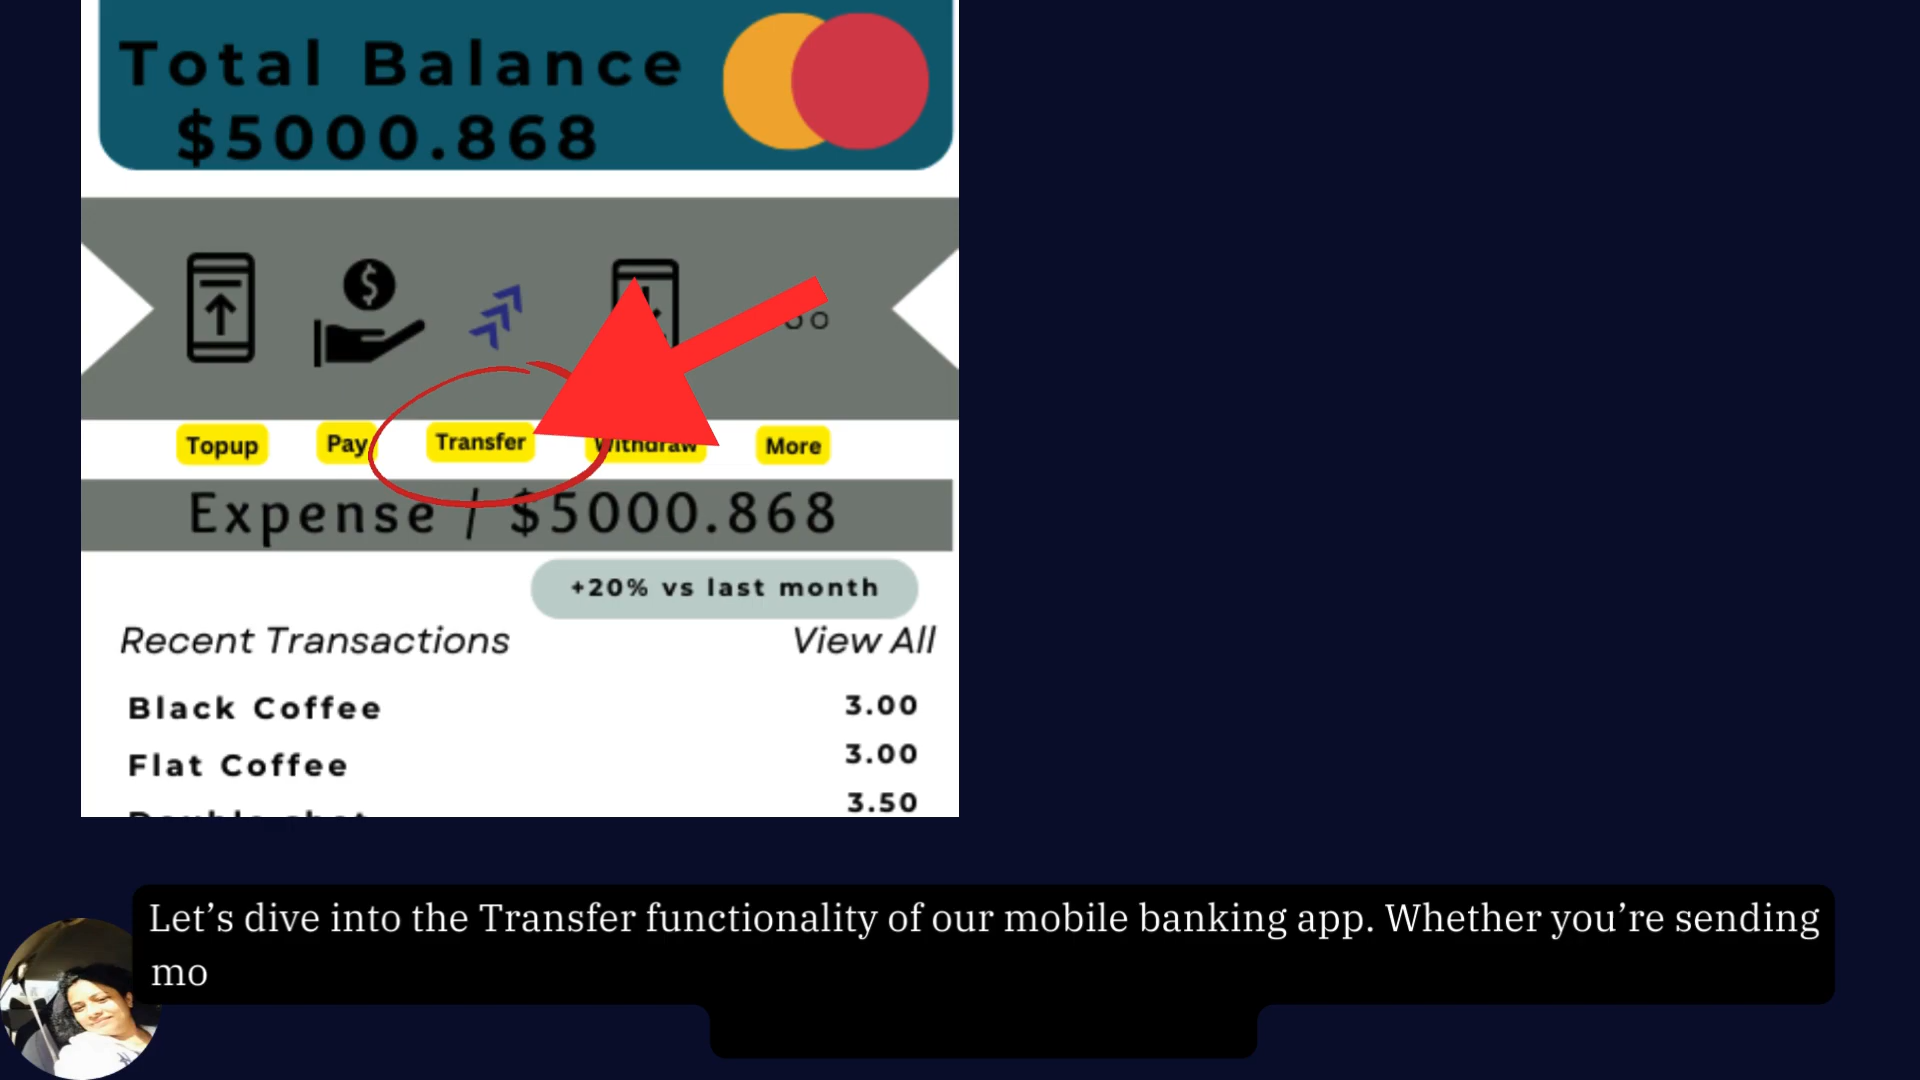 Total Balance
$5000.868
Topup Pay Transfer Withdraw More
Expense / $5000.868
+20% vs last month
Recent Transactions View All
Black Coffee 3.00
Flat Coffee 3.00
3.50
Let’s dive into the Transfer functionality of our mobile banking app. Whether you’re sending
mo